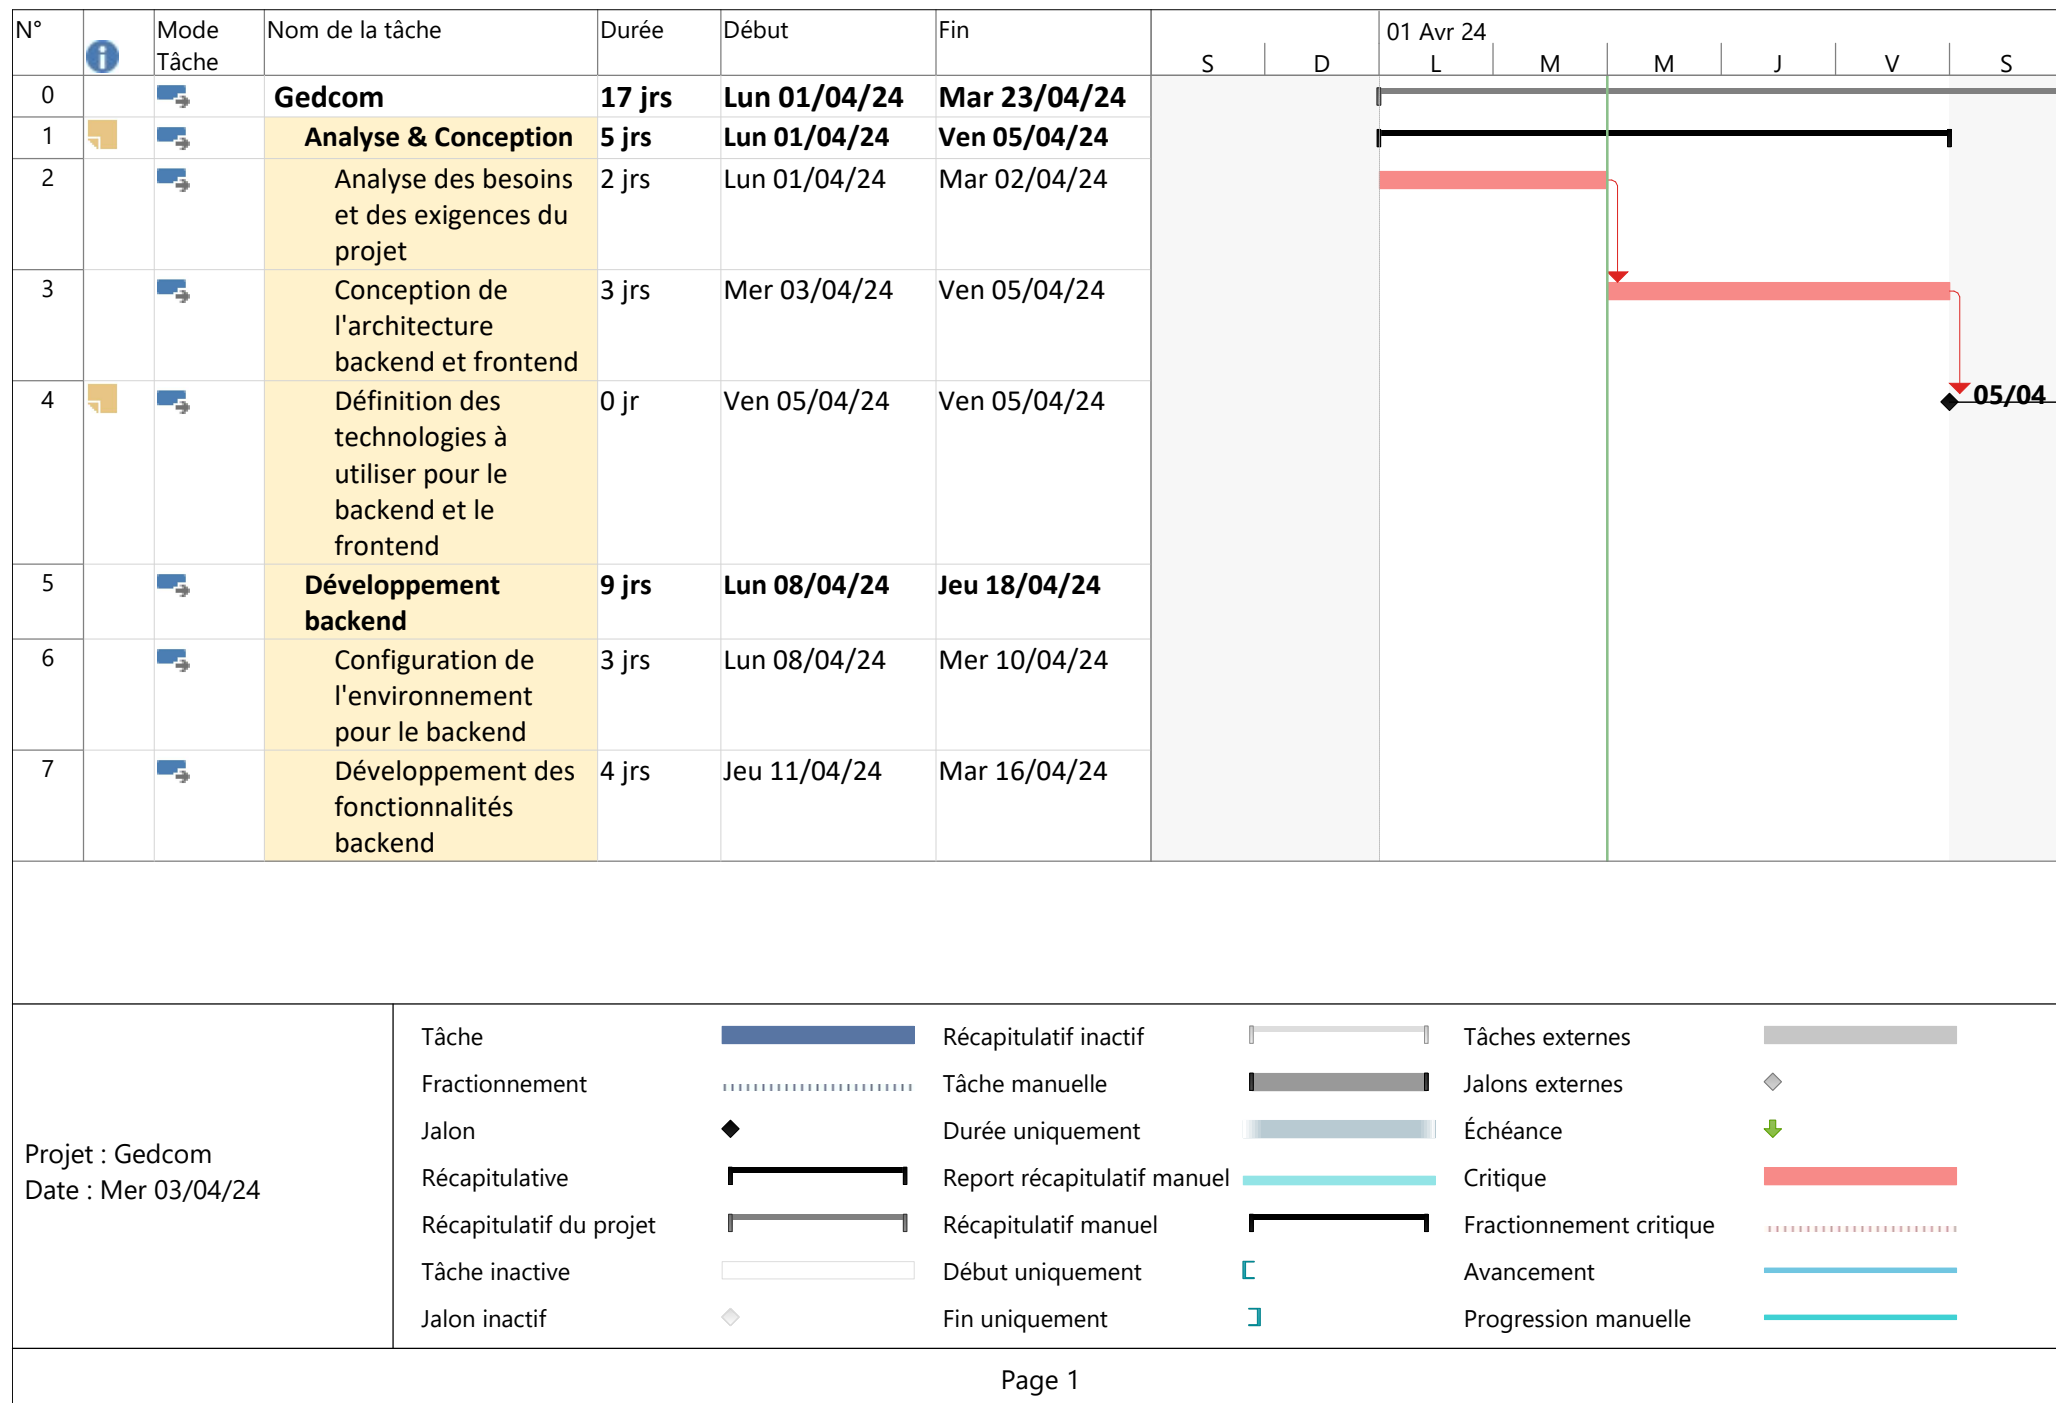 N°
Mode
Tâche
Nom de la tâche
Durée
Début
Fin
01 Avr 24
S D L M M J V S
0 Gedcom 17 jrs Lun 01/04/24 Mar 23/04/24
1 Analyse & Conception 5 jrs Lun 01/04/24 Ven 05/04/24
2 Analyse des besoins 2 jrs Lun 01/04/24 Mar 02/04/24
et des exigences du
projet
3 Conception de 3 jrs Mer 03/04/24 Ven 05/04/24
l'architecture
backend et frontend
4 Définition des 0 jr Ven 05/04/24 Ven 05/04/24 05/04
technologies à
utiliser pour le
backend et le
frontend
5 Développement 9 jrs Lun 08/04/24 Jeu 18/04/24
backend
6 Configuration de 3 jrs Lun 08/04/24 Mer 10/04/24
l'environnement
pour le backend
7 Développement des 4 jrs Jeu 11/04/24 Mar 16/04/24
fonctionnalités
backend
Projet : Gedcom
Date : Mer 03/04/24
Tâche
Fractionnement
Jalon
Récapitulative
Récapitulatif du projet
Tâche inactive
Jalon inactif
Récapitulatif inactif
Tâche manuelle
Durée uniquement
Report récapitulatif manuel
Récapitulatif manuel
Début uniquement
Fin uniquement
Tâches externes
Jalons externes
Échéance
Critique
Fractionnement critique
Avancement
Progression manuelle
Page 1